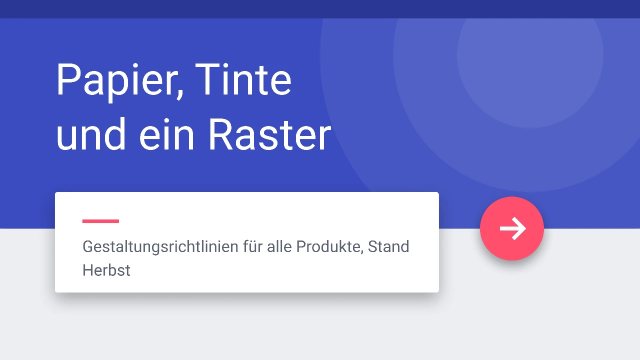 Papier, Tinte
und ein Raster
Gestaltungsrichtlinien für alle Produkte, Stand
Herbst